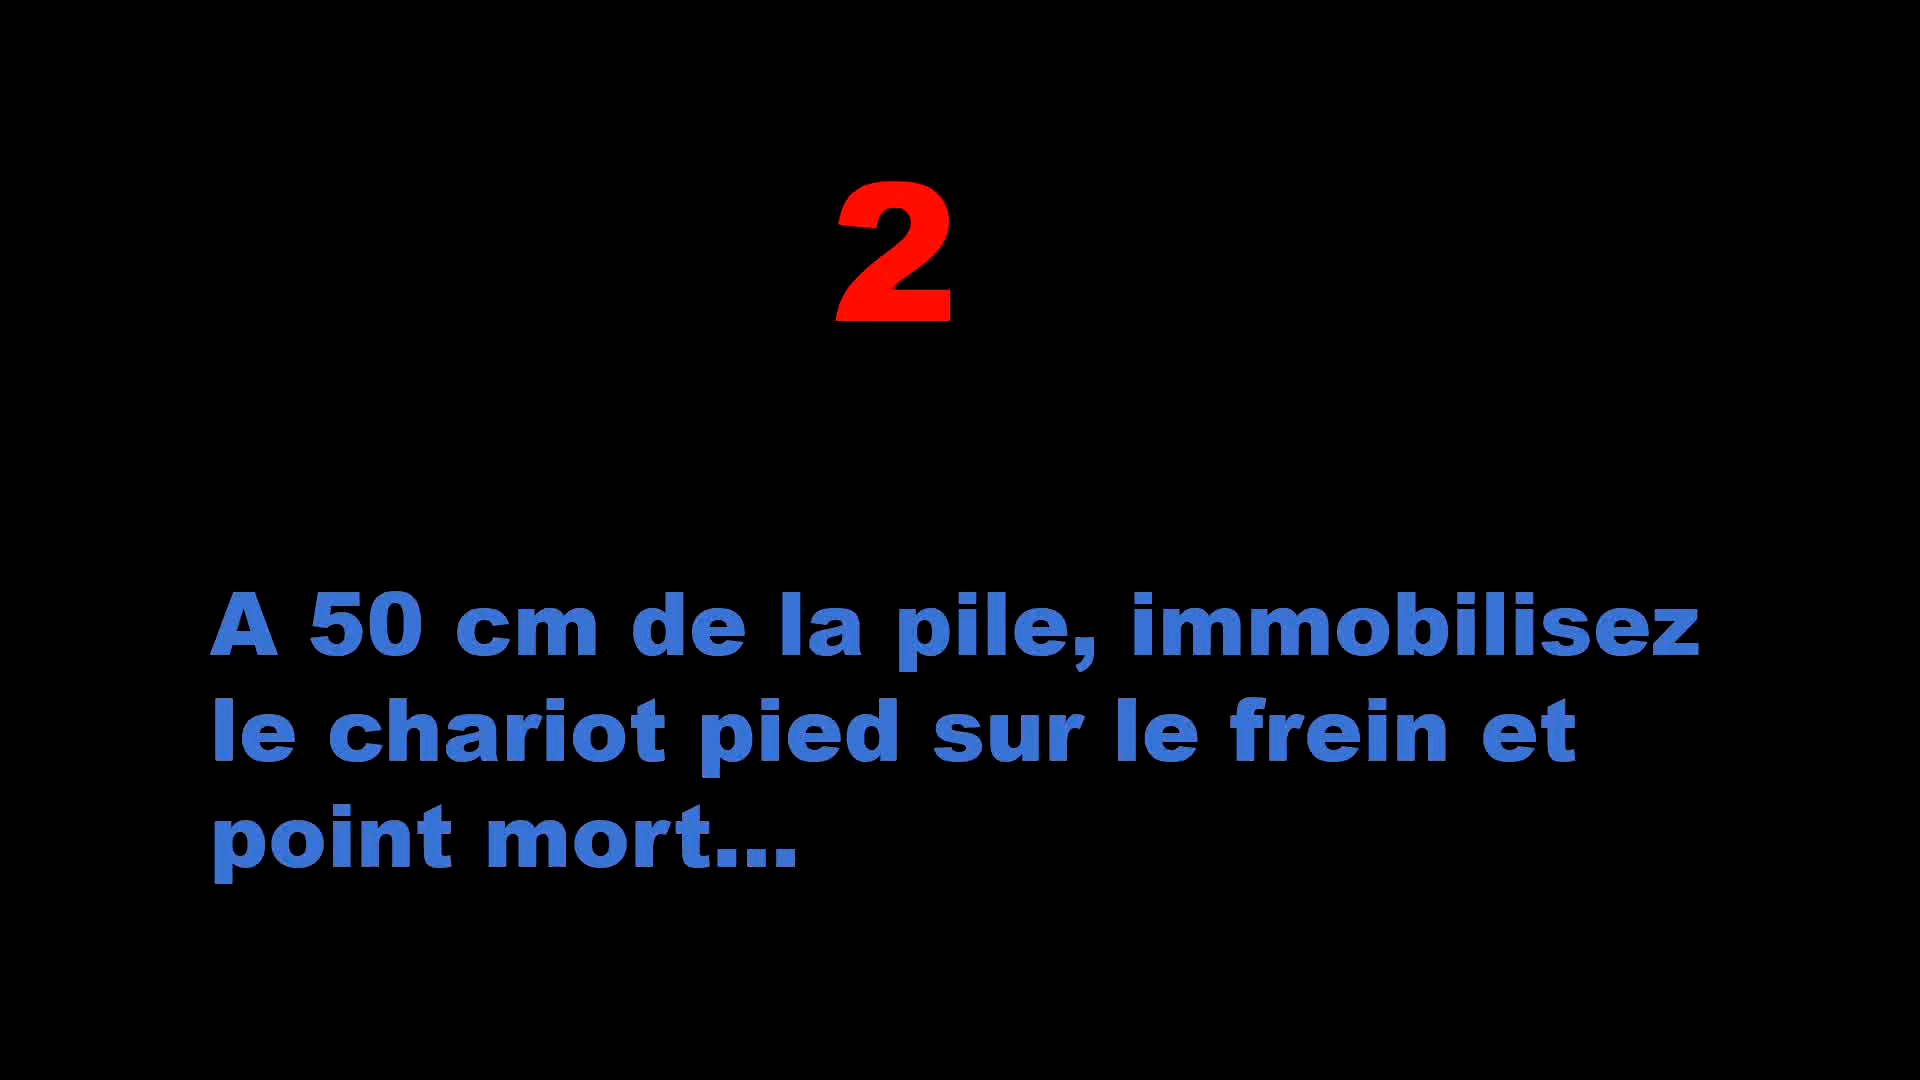 2
A 50 cm de la pile, immobilisez
le chariot pied sur le frein et
point mort...